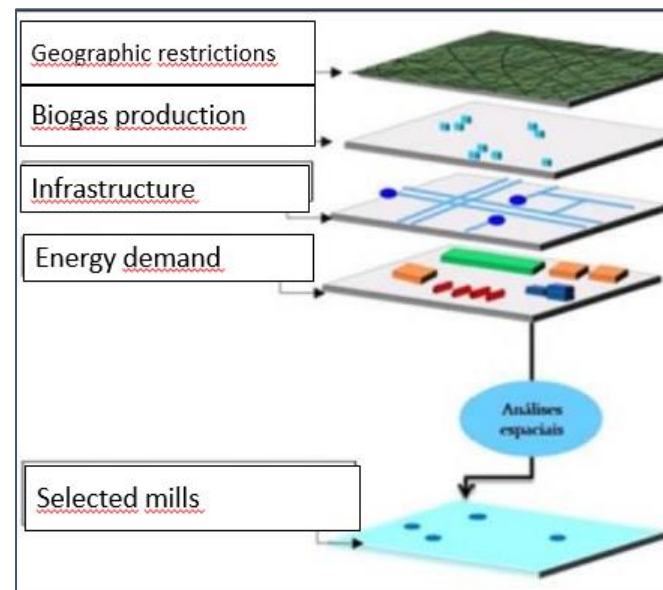 Geographic restrictions
Biogas production
Infrastructure
Energy demand
Análises
espaciais
Selected mills